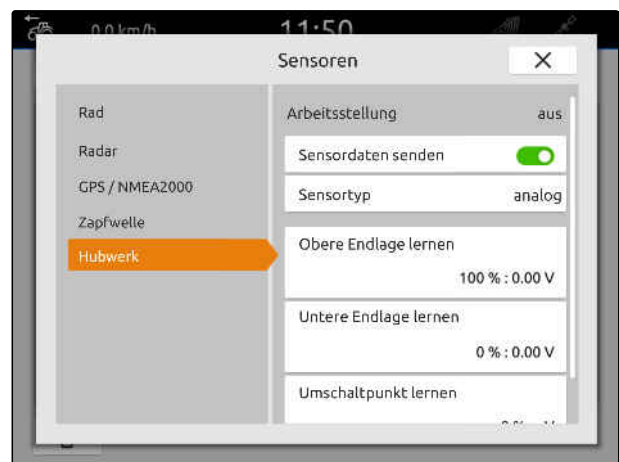 0.0 km/h
11:50
Sensoren
Rad
Radar
GPS / NMEA2000
Zapfwelle
Hubwerk
Arbeitsstellung aus
Sensordaten senden
Sensortyp analog
Obere Endlage lernen
100 % : 0.00 V
Untere Endlage lernen
0 % : 0.00 V
Umschaltpunkt lernen